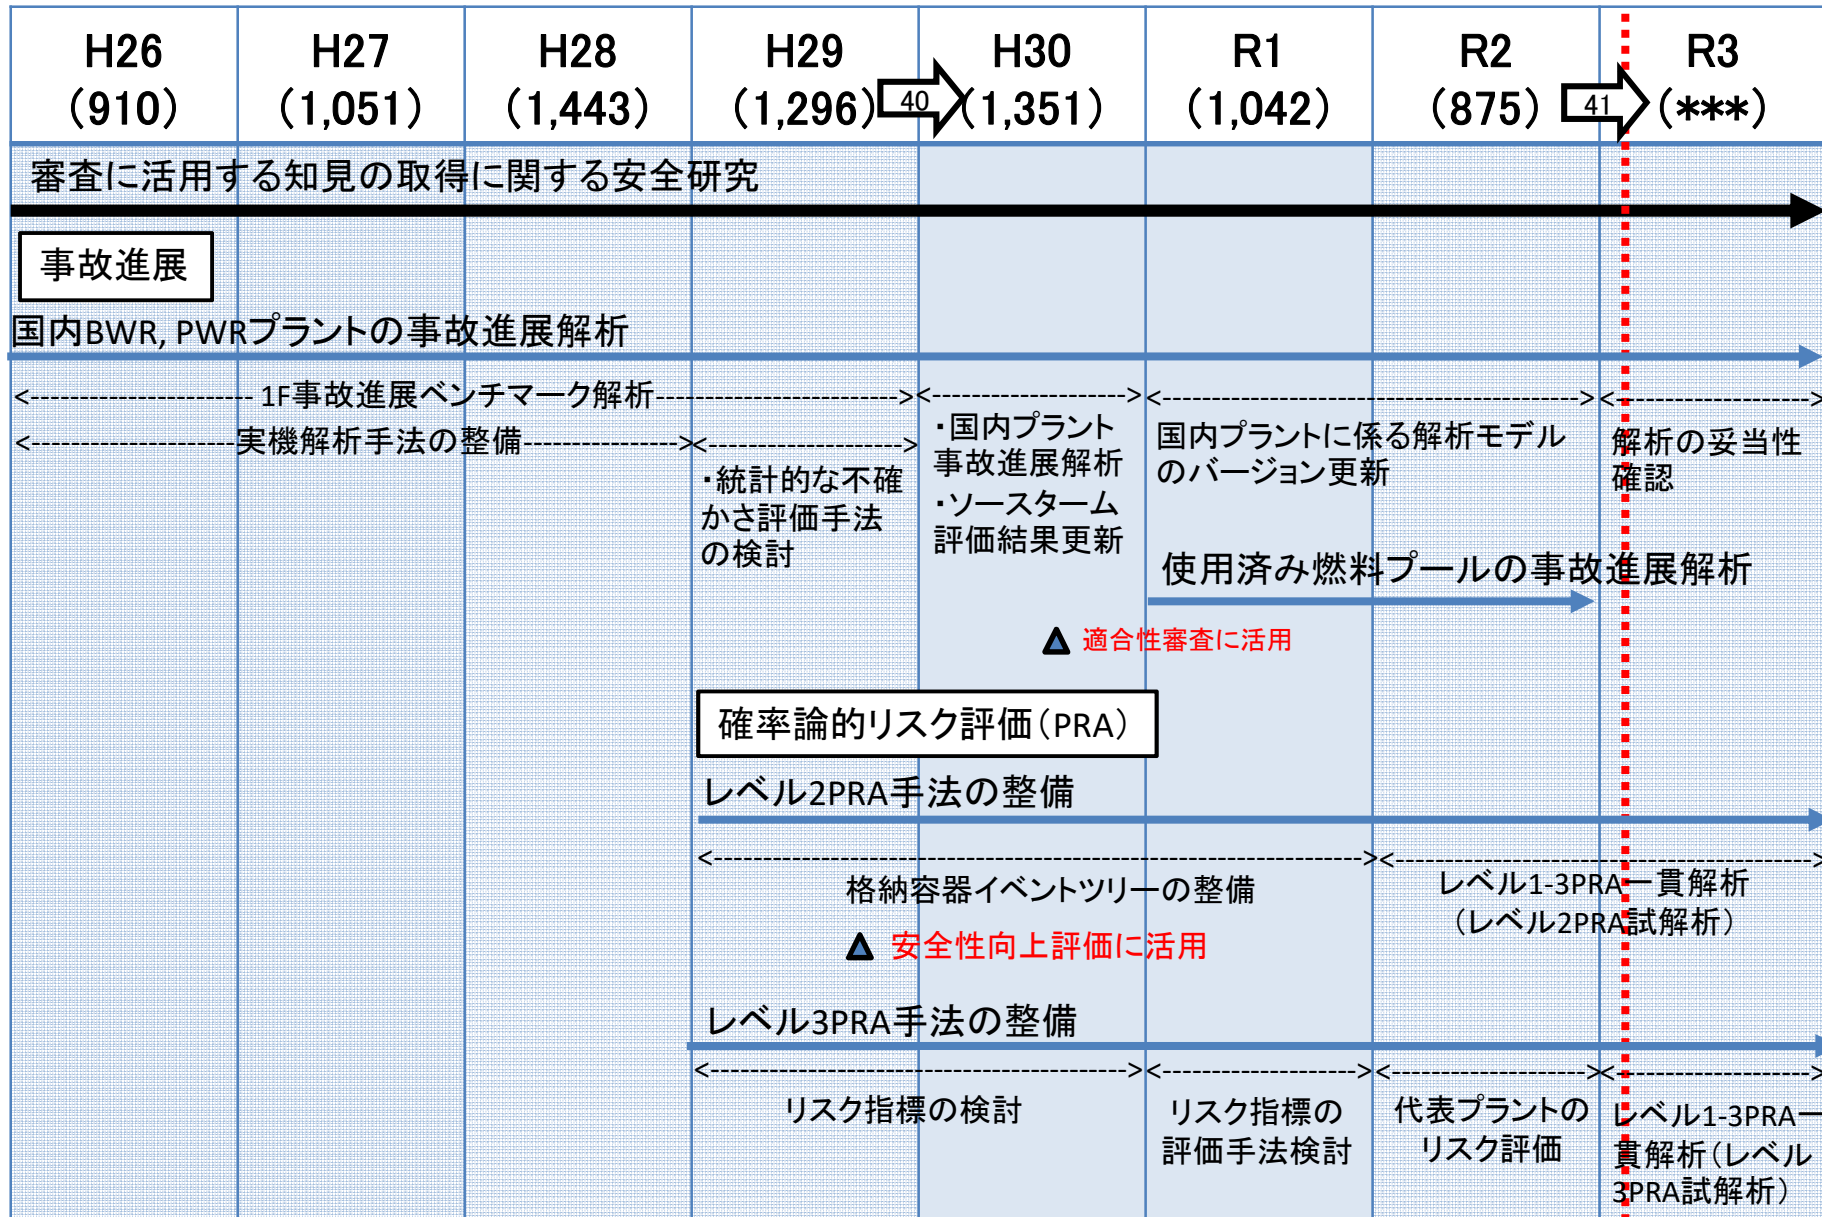 H26
H27
H28
H29
H30
R1
R2
R3
(910)
(1,051)
(1,443)
(1,296)
40
(1,351)
(1,042)
(875)
41
(***)
審査に活用する知見の取得に関する安全研究
事故進展
国内BWR, PWRプラントの事故進展解析
1F事故進展ベンチマーク解析
実機解析手法の整備
・統計的な不確
かさ評価手法
の検討
・国内プラント
事故進展解析
・ソースターム
評価結果更新
国内プラントに係る解析モデル
のバージョン更新
解析の妥当性
確認
使用済み燃料プールの事故進展解析
適合性審査に活用
確率論的リスク評価(PRA)
レベル2PRA手法の整備
格納容器イベントツリーの整備
レベル1-3PRA一貫解析
(レベル2PRA試解析)
安全性向上評価に活用
レベル3PRA手法の整備
リスク指標の検討
リスク指標の
評価手法検討
代表プラントの
リスク評価
レベル1-3PRA一
貫解析(レベル
3PRA試解析)